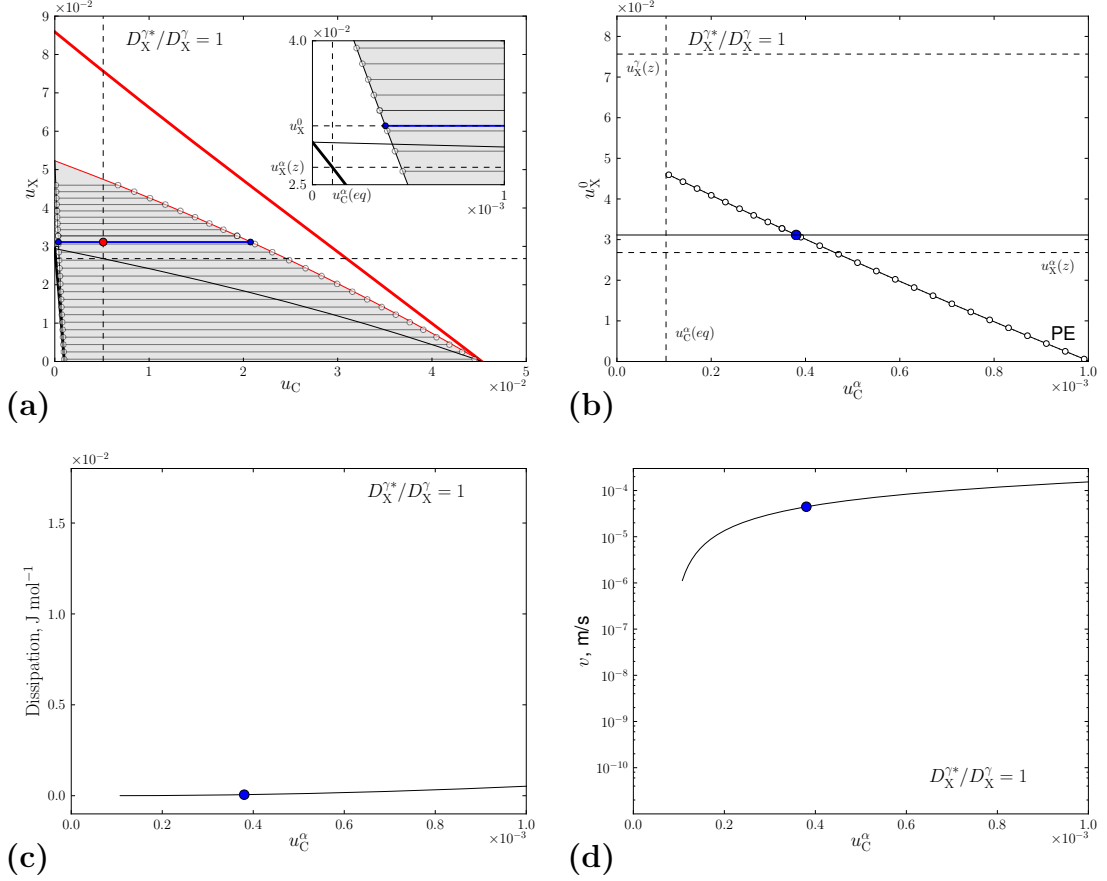 ×10⁻²
D_X^{γ*}/D_X^γ = 1
u_X
9
8
7
6
5
4
3
2
1
0
0 1 2 3 4 5
×10⁻²
u_C
×10⁻²
4.0
u_X^0
u_X^α(z)
2.5
0 u_C^α(eq) 1
×10⁻³
(a)
×10⁻²
D_X^{γ*}/D_X^γ = 1
u_X^γ(z)
u_X^0
8
7
6
5
4
3
2
1
0
u_X^α(z)
u_C^α(eq)
PE
0.0 0.2 0.4 0.6 0.8 1.0
×10⁻³
u_C^α
(b)
×10⁻²
D_X^{γ*}/D_X^γ = 1
Dissipation, J mol⁻¹
1.5
1.0
0.5
0.0
0.0 0.2 0.4 0.6 0.8 1.0
×10⁻³
u_C^α
(c)
v, m/s
10⁻⁴
10⁻⁵
10⁻⁶
10⁻⁷
10⁻⁸
10⁻⁹
10⁻¹⁰
D_X^{γ*}/D_X^γ = 1
0.0 0.2 0.4 0.6 0.8 1.0
×10⁻³
u_C^α
(d)